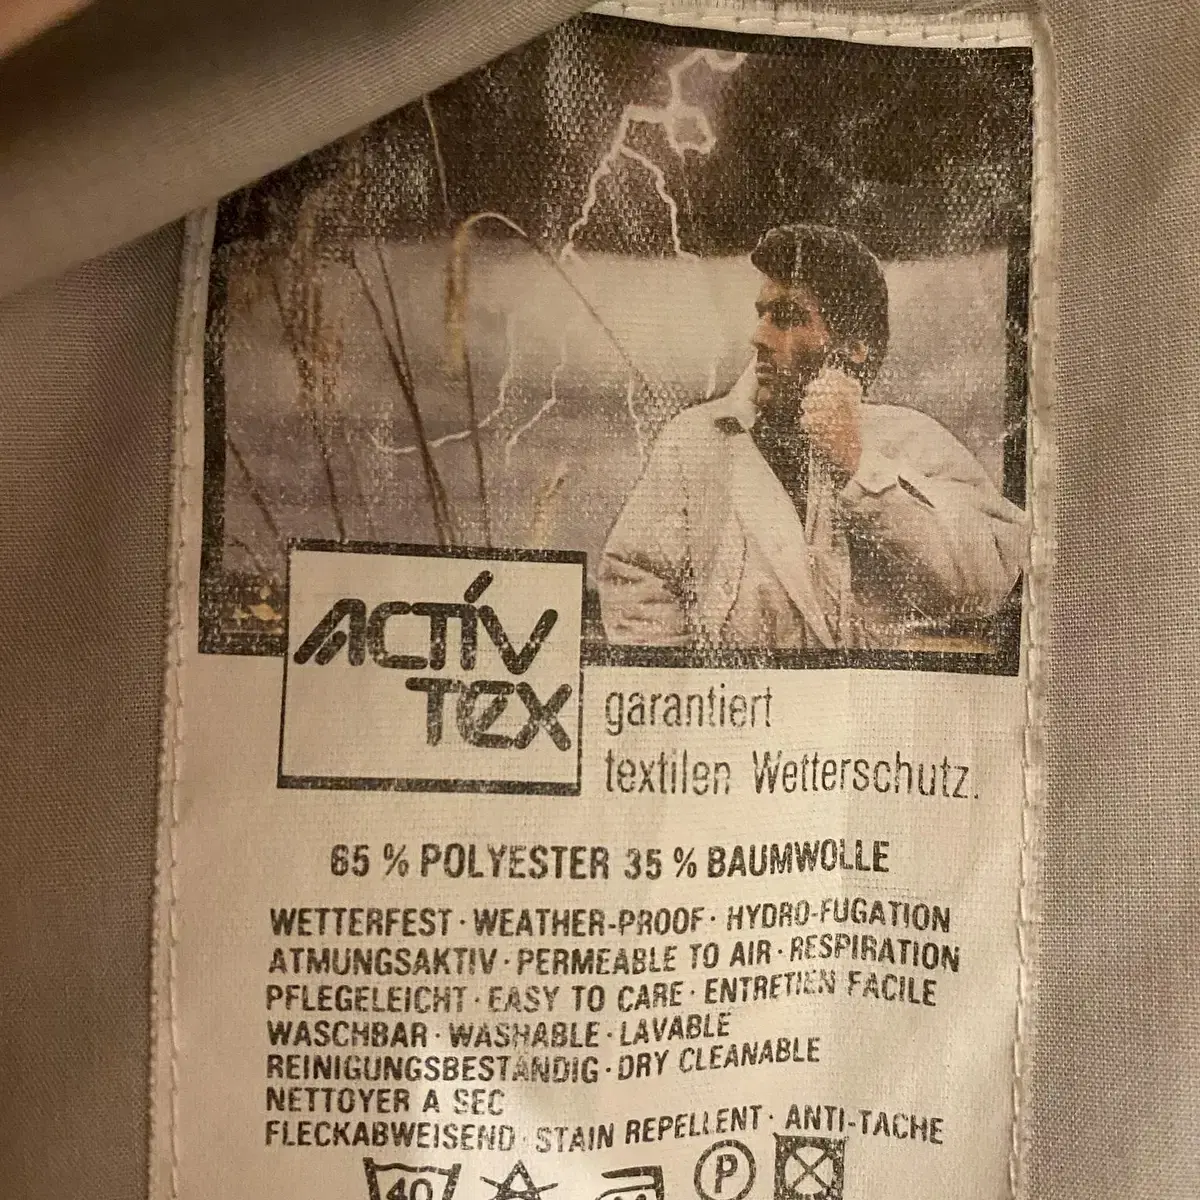 ACTIV
TEX
garantiert
textilen Wetterschutz.
65 % POLYESTER 35 % BAUMWOLLE
WETTERFEST · WEATHER-PROOF · HYDRO-FUGATION
ATMUNGSAKTIV · PERMEABLE TO AIR · RESPIRATION
PFLEGELEICHT · EASY TO CARE · ENTRETIEN FACILE
WASCHBAR · WASHABLE · LAVABLE
REINIGUNGSBESTÄNDIG · DRY CLEANABLE
NETTOYER A SEC
FLECKABWEISEND · STAIN REPELLENT · ANTI-TACHE
40 P